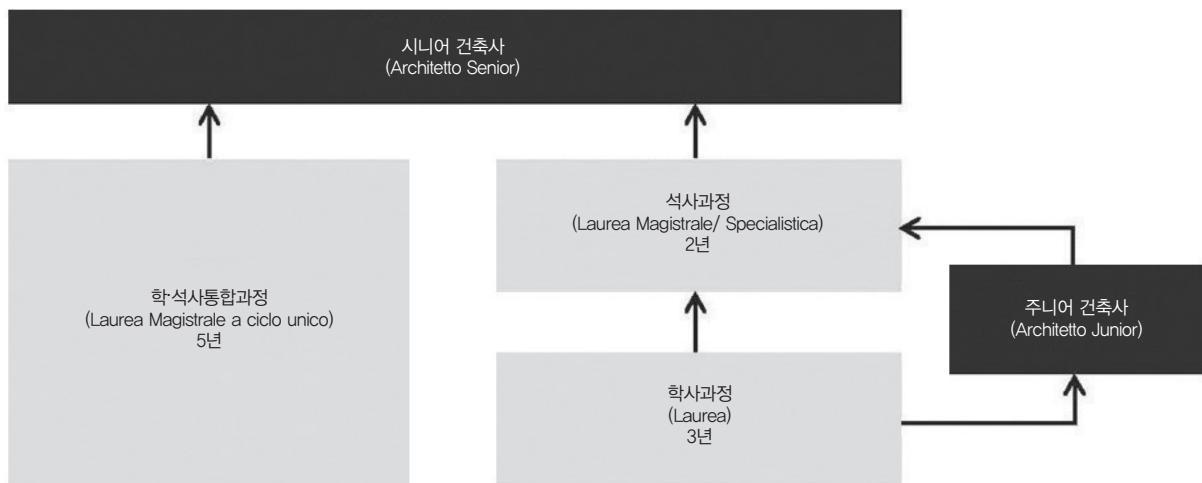 시니어 건축사
(Architetto Senior)
석사과정
(Laurea Magistrale/ Specialistica)
2년
학·석사통합과정
(Laurea Magistrale a ciclo unico)
5년
주니어 건축사
(Architetto Junior)
학사과정
(Laurea)
3년